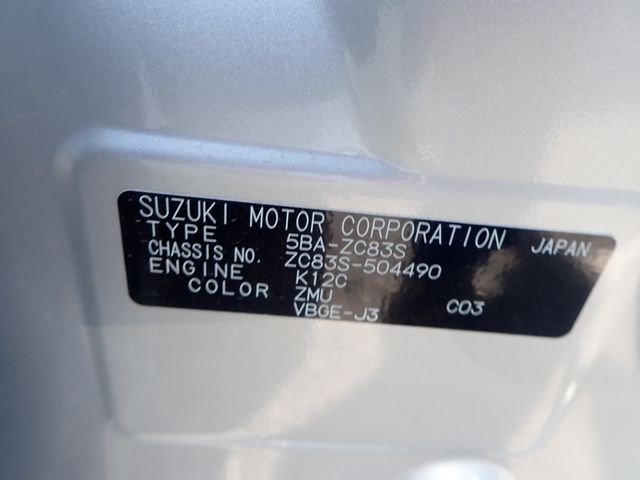 SUZUKI MOTOR CORPORATION JAPAN
TYPE 5BA-ZC83S
CHASSIS NO. ZC83S-504490
ENGINE K12C
COLOR ZMU C03
VBGE-J3